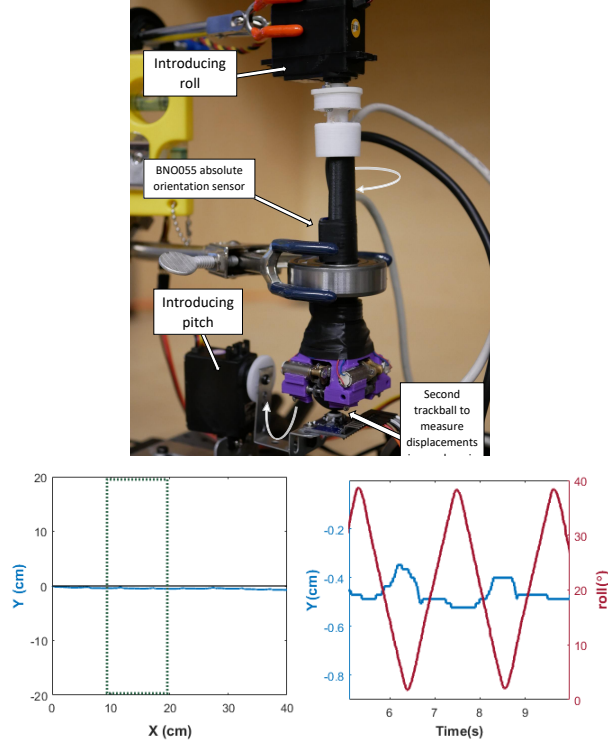 Introducing
roll
BNO055 absolute
orientation sensor
Introducing
pitch
Second
trackball to
measure
displacements
20
10
0
-10
-20
Y (cm)
0
10
20
30
40
X (cm)
-0.2
-0.4
-0.6
-0.8
Y (cm)
40
30
20
10
0
roll(°)
6
7
8
9
Time(s)